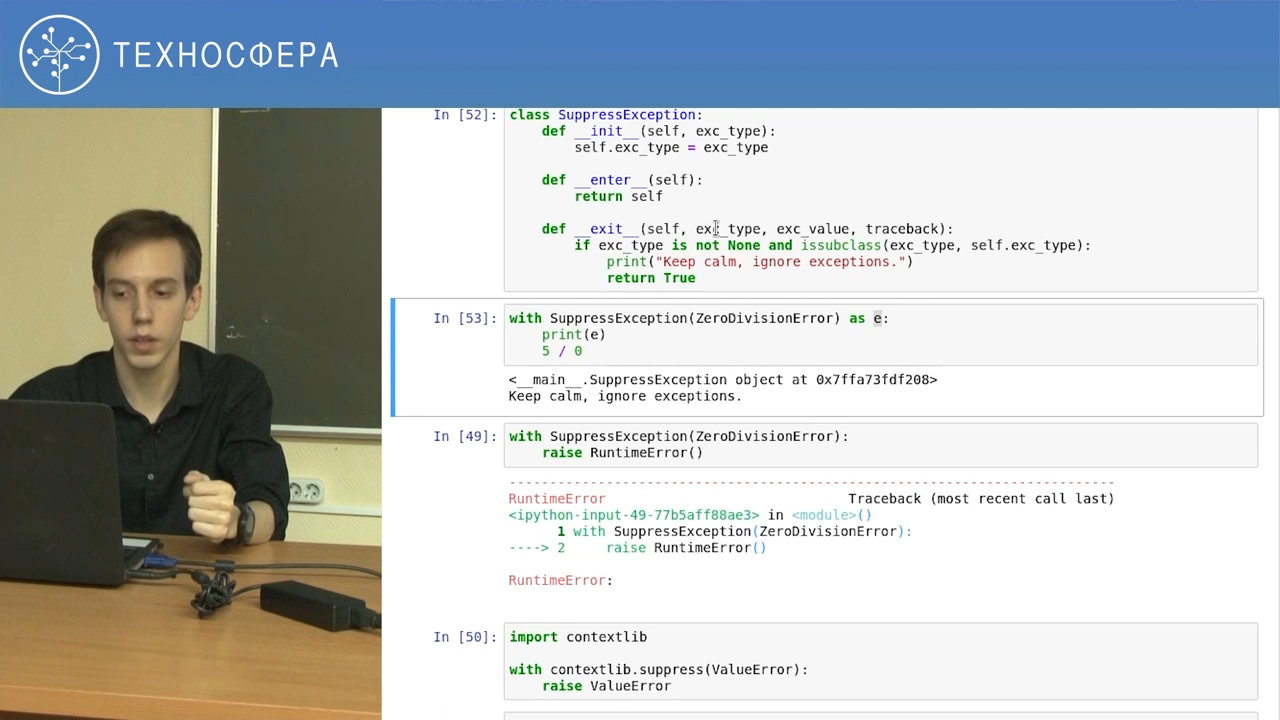 ТЕХНОСФЕРА
In [52]:
class SuppressException:
    def __init__(self, exc_type):
        self.exc_type = exc_type
    def __enter__(self):
        return self
    def __exit__(self, exc_type, exc_value, traceback):
        if exc_type is not None and issubclass(exc_type, self.exc_type):
            print("Keep calm, ignore exceptions.")
            return True
In [53]:
with SuppressException(ZeroDivisionError) as e:
    print(e)
    5 / 0
<__main__.SuppressException object at 0x7ffa73fdf208>
Keep calm, ignore exceptions.
In [49]:
with SuppressException(ZeroDivisionError):
    raise RuntimeError()
---------------------------------------------------------------------------
RuntimeError                              Traceback (most recent call last)
<ipython-input-49-77b5aff88ae3> in <module>()
      1 with SuppressException(ZeroDivisionError):
----> 2     raise RuntimeError()
RuntimeError:
In [50]:
import contextlib
with contextlib.suppress(ValueError):
    raise ValueError